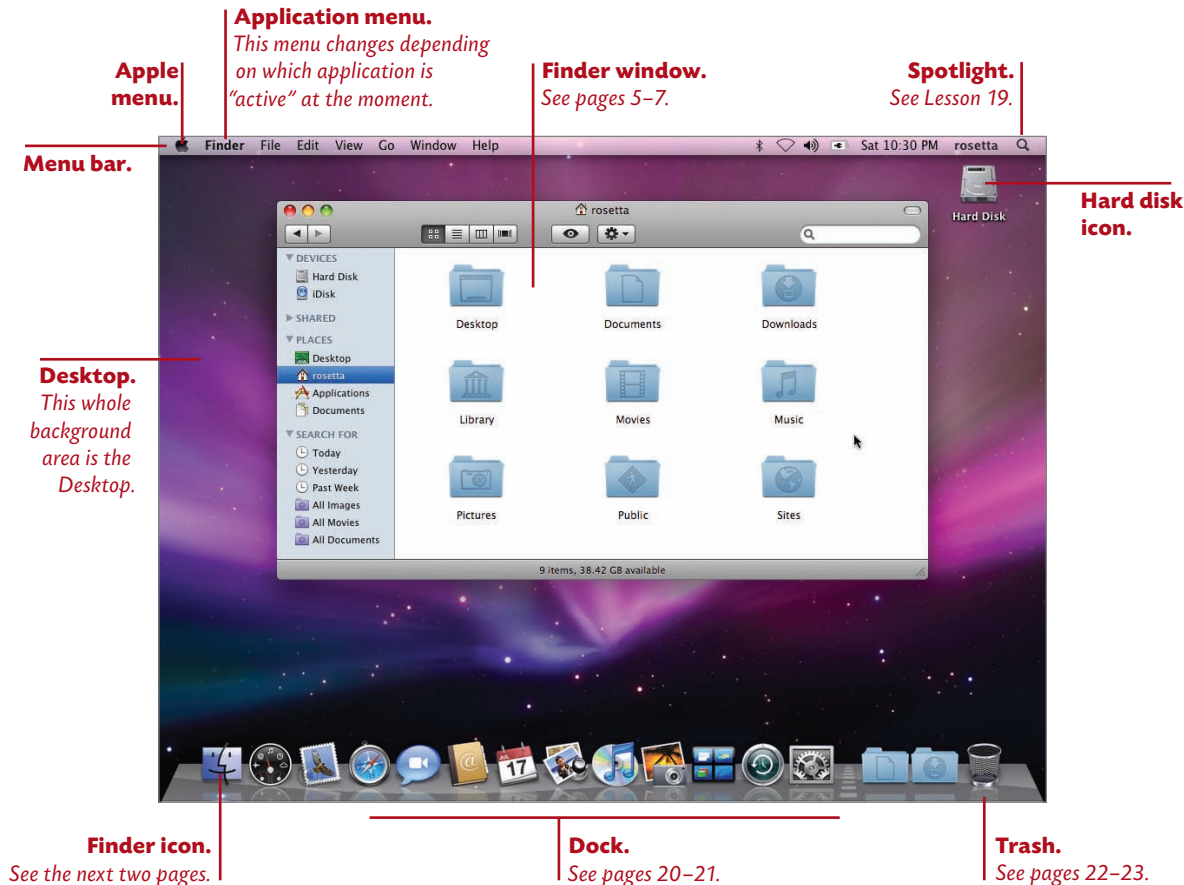 Application menu.
This menu changes depending
on which application is
“active” at the moment.
Apple
menu.
Finder window.
See pages 5–7.
Spotlight.
See Lesson 19.
Menu bar.
Finder File Edit View Go Window Help
Sat 10:30 PM rosetta
Hard Disk
Hard disk
icon.
rosetta
DEVICES
Hard Disk
iDisk
SHARED
PLACES
Desktop
rosetta
Applications
Documents
SEARCH FOR
Today
Yesterday
Past Week
All Images
All Movies
All Documents
Desktop Documents Downloads
Library Movies Music
Pictures Public Sites
9 items, 38.42 GB available
Desktop.
This whole
background
area is the
Desktop.
@
JUL
17
Finder icon.
See the next two pages.
Dock.
See pages 20–21.
Trash.
See pages 22–23.